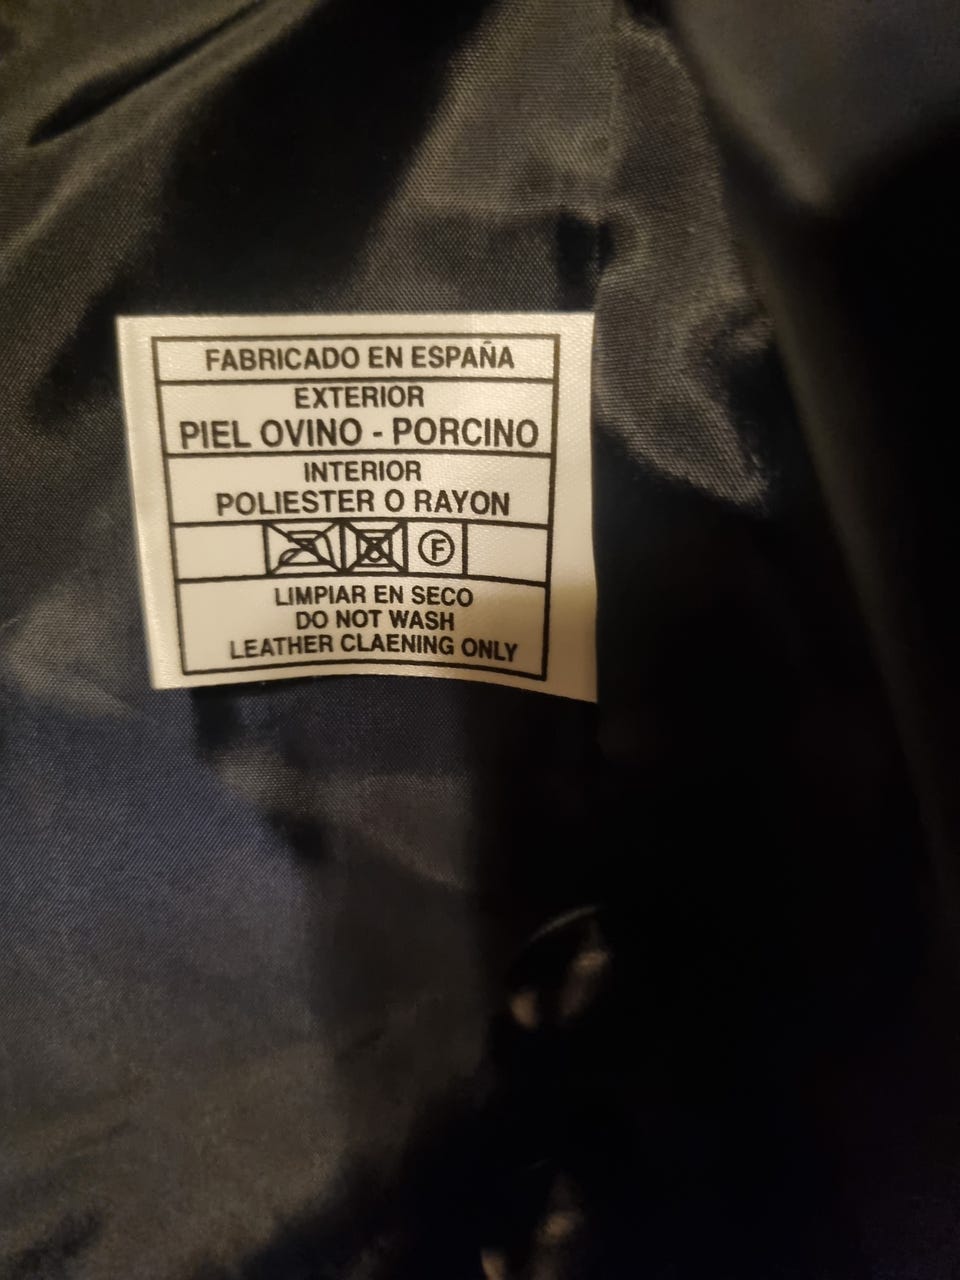 FABRICADO EN ESPAÑA
EXTERIOR
PIEL OVINO - PORCINO
INTERIOR
POLIESTER O RAYON
F
LIMPIAR EN SECO
DO NOT WASH
LEATHER CLAENING ONLY